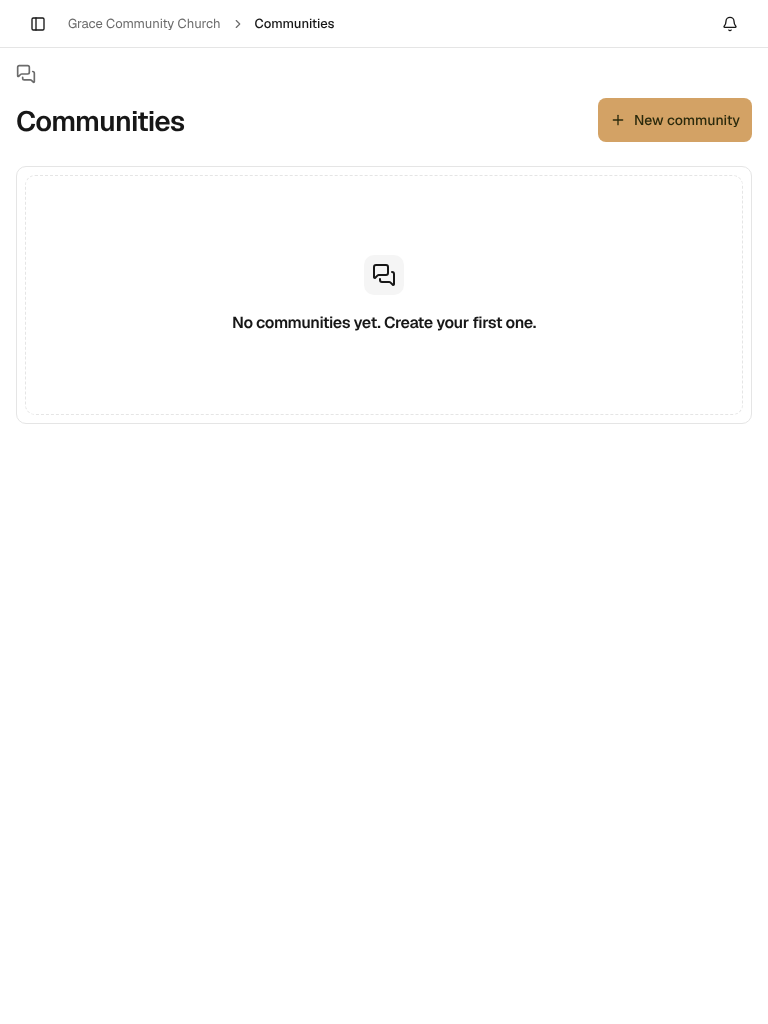 Grace Community Church > Communities
Communities
New community
No communities yet. Create your first one.